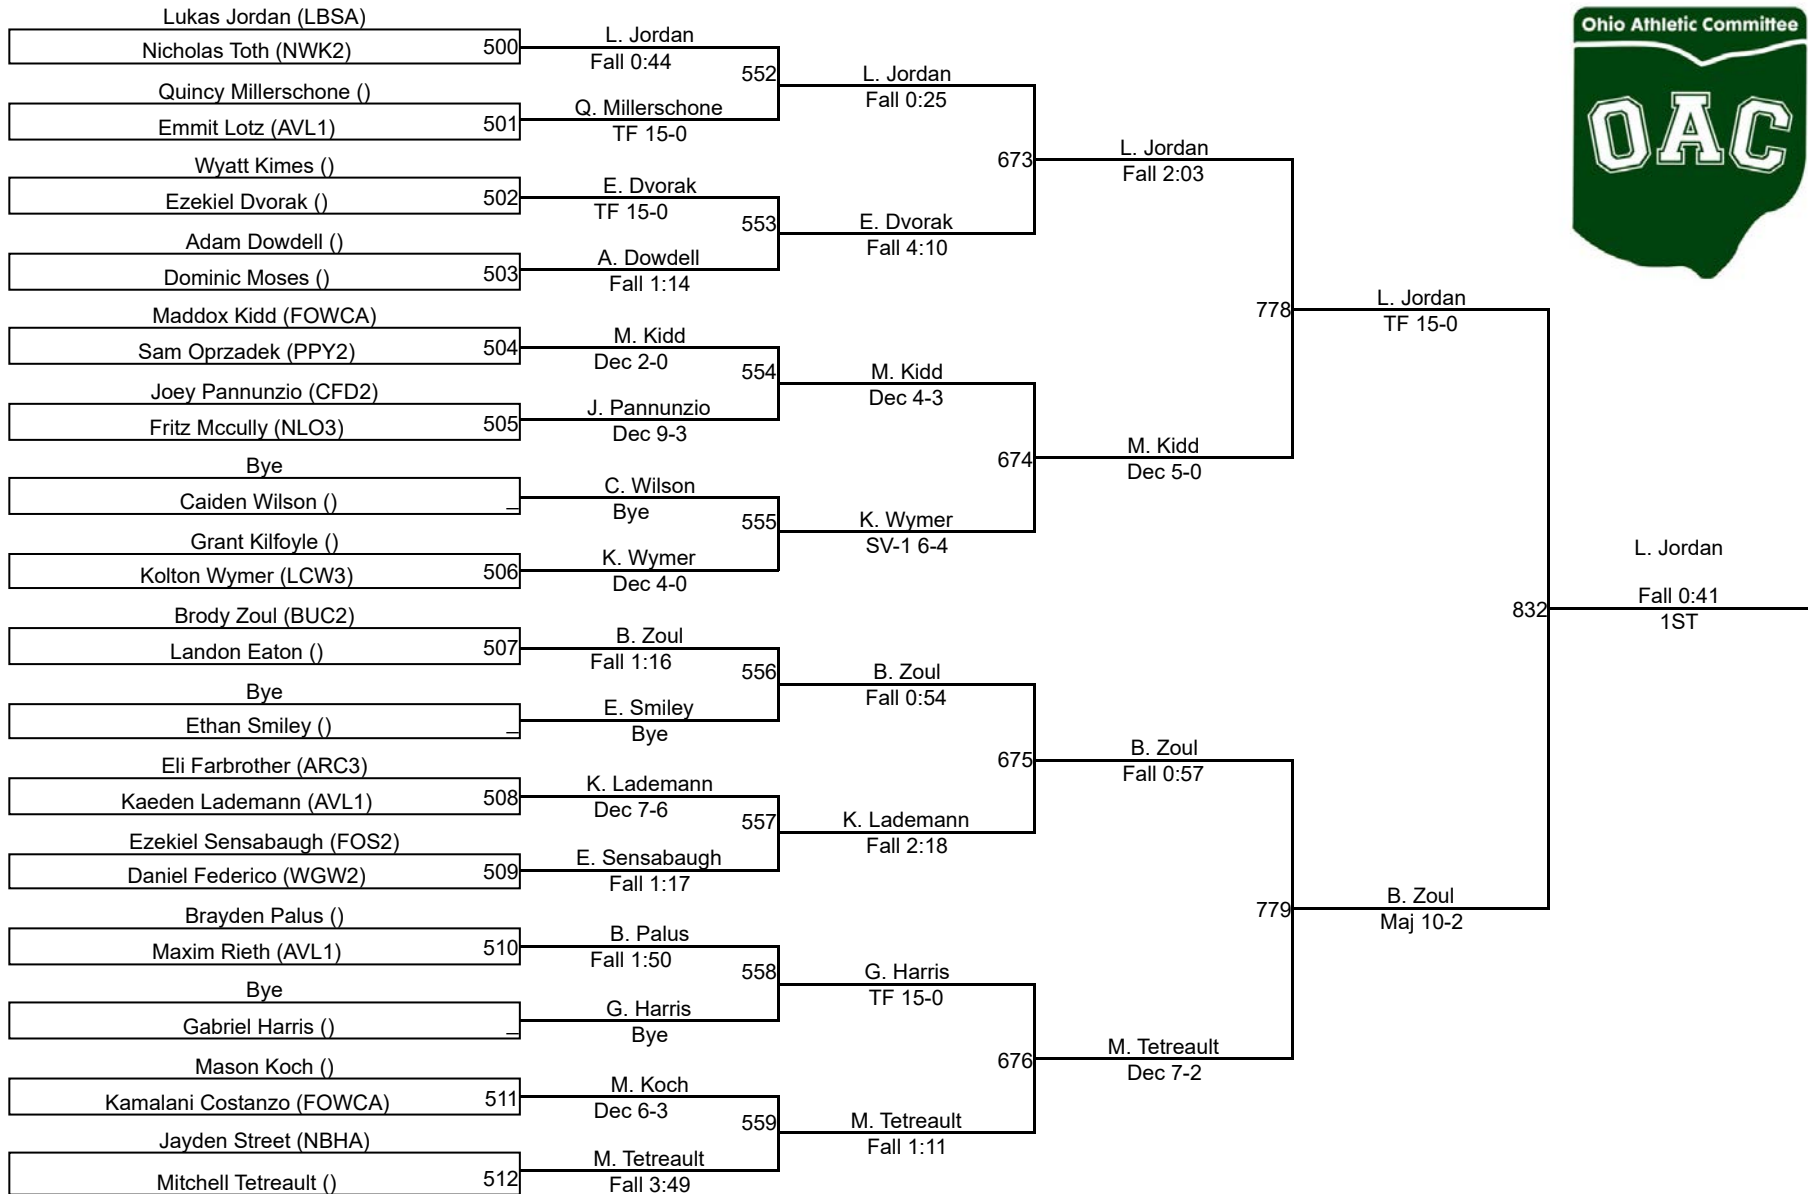 Lukas Jordan (LBSA)
Nicholas Toth (NWK2)
500
Quincy Millerschone ()
Emmit Lotz (AVL1)
501
Wyatt Kimes ()
Ezekiel Dvorak ()
502
Adam Dowdell ()
Dominic Moses ()
503
Maddox Kidd (FOWCA)
Sam Oprzadek (PPY2)
504
Joey Pannunzio (CFD2)
Fritz Mccully (NLO3)
505
Bye
Caiden Wilson ()
_
Grant Kilfoyle ()
Kolton Wymer (LCW3)
506
Brody Zoul (BUC2)
Landon Eaton ()
507
Bye
Ethan Smiley ()
_
Eli Farbrother (ARC3)
Kaeden Lademann (AVL1)
508
Ezekiel Sensabaugh (FOS2)
Daniel Federico (WGW2)
509
Brayden Palus ()
Maxim Rieth (AVL1)
510
Bye
Gabriel Harris ()
_
Mason Koch ()
Kamalani Costanzo (FOWCA)
511
Jayden Street (NBHA)
Mitchell Tetreault ()
512
L. Jordan
Fall 0:44
552
Q. Millerschone
TF 15-0
E. Dvorak
TF 15-0
553
A. Dowdell
Fall 1:14
M. Kidd
Dec 2-0
554
J. Pannunzio
Dec 9-3
C. Wilson
Bye
555
K. Wymer
Dec 4-0
B. Zoul
Fall 1:16
556
E. Smiley
Bye
K. Lademann
Dec 7-6
557
E. Sensabaugh
Fall 1:17
B. Palus
Fall 1:50
558
G. Harris
Bye
M. Koch
Dec 6-3
559
M. Tetreault
Fall 3:49
L. Jordan
Fall 0:25
673
E. Dvorak
Fall 4:10
M. Kidd
Dec 4-3
674
K. Wymer
SV-1 6-4
B. Zoul
Fall 0:54
675
K. Lademann
Fall 2:18
G. Harris
TF 15-0
676
M. Tetreault
Fall 1:11
L. Jordan
Fall 2:03
778
M. Kidd
Dec 5-0
B. Zoul
Fall 0:57
779
M. Tetreault
Dec 7-2
L. Jordan
TF 15-0
832
B. Zoul
Maj 10-2
L. Jordan
Fall 0:41
1ST
Ohio Athletic Committee
OAC